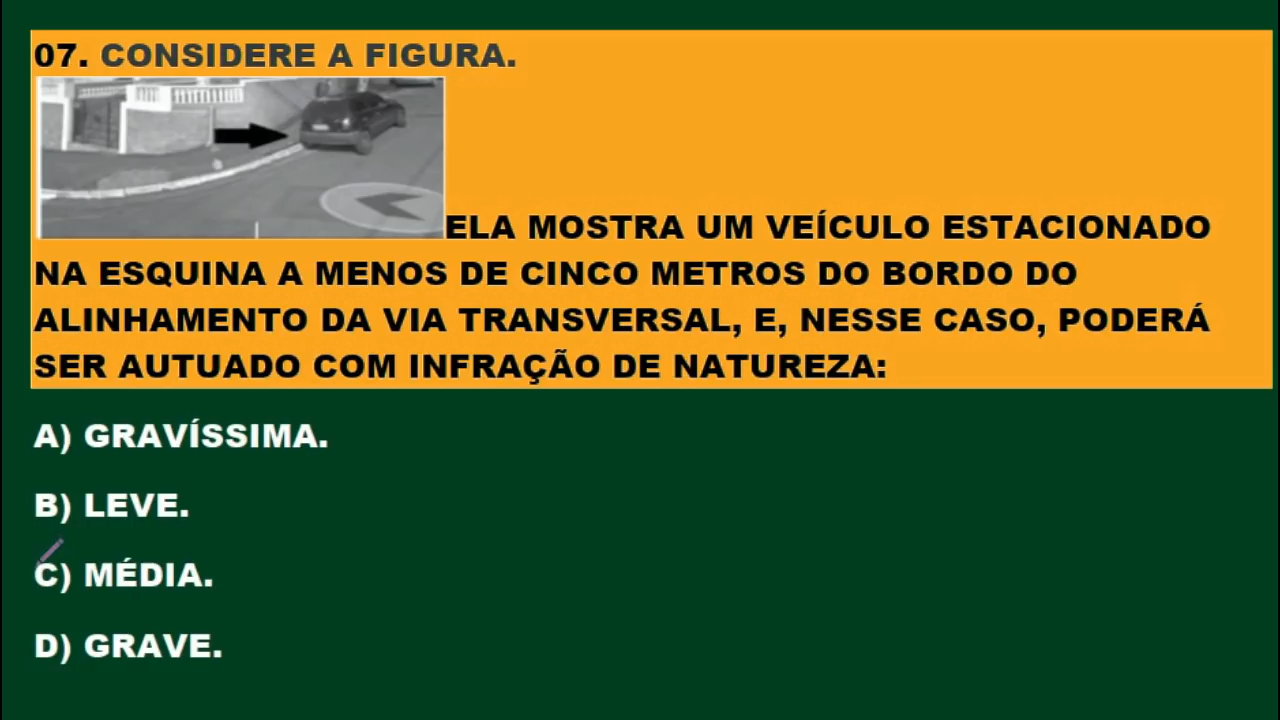 07. CONSIDERE A FIGURA.
ELA MOSTRA UM VEÍCULO ESTACIONADO
NA ESQUINA A MENOS DE CINCO METROS DO BORDO DO
ALINHAMENTO DA VIA TRANSVERSAL, E, NESSE CASO, PODERÁ
SER AUTUADO COM INFRAÇÃO DE NATUREZA:
A) GRAVÍSSIMA.
B) LEVE.
C) MÉDIA.
D) GRAVE.